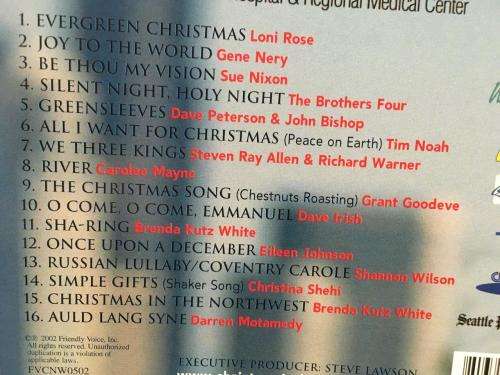 Hospital & Regional Medical Center
1. EVERGREEN CHRISTMAS Loni Rose
2. JOY TO THE WORLD Gene Nery
3. BE THOU MY VISION Sue Nixon
4. SILENT NIGHT, HOLY NIGHT The Brothers Four
5. GREENSLEEVES Dave Peterson & John Bishop
6. ALL I WANT FOR CHRISTMAS (Peace on Earth) Tim Noah
7. WE THREE KINGS Steven Ray Allen & Richard Warner
8. RIVER Carolee Mayne
9. THE CHRISTMAS SONG (Chestnuts Roasting) Grant Goodeve
10. O COME, O COME, EMMANUEL Dave Irish
11. SHA-RING Brenda Kutz White
12. ONCE UPON A DECEMBER Eileen Johnson
13. RUSSIAN LULLABY/COVENTRY CAROLE Shannon Wilson
14. SIMPLE GIFTS (Shaker Song) Christina Shehi
15. CHRISTMAS IN THE NORTHWEST Brenda Kutz White
16. AULD LANG SYNE Darren Motamedy
Seattle
©℗ 2002 Friendly Voice, Inc.
All rights reserved. Unauthorized
duplication is a violation of
applicable laws.
FVCNW0502
EXECUTIVE PRODUCER: STEVE LAWSON